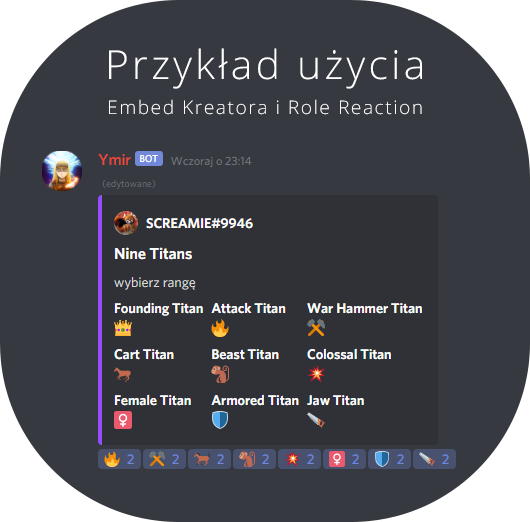 Przykład użycia
Embed Kreatora i Role Reaction
Ymir BOT Wczoraj o 23:14
(edytowane)
SCREAMIE#9946
Nine Titans
wybierz rangę
Founding Titan Attack Titan War Hammer Titan
Cart Titan Beast Titan Colossal Titan
Female Titan Armored Titan Jaw Titan
2 2 2 2 2 2 2 2